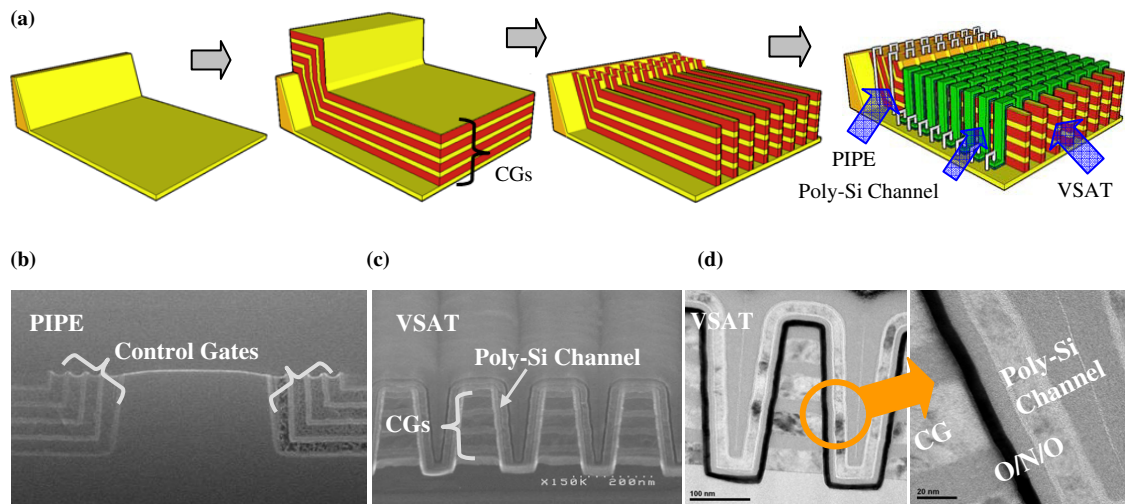 (a)
CGs
PIPE
Poly-Si Channel
VSAT
(b)
(c)
(d)
PIPE
Control Gates
VSAT
Poly-Si Channel
CGs
X150K 200nm
VSAT
100 nm
Poly-Si
Channel
CG
O/N/O
20 nm